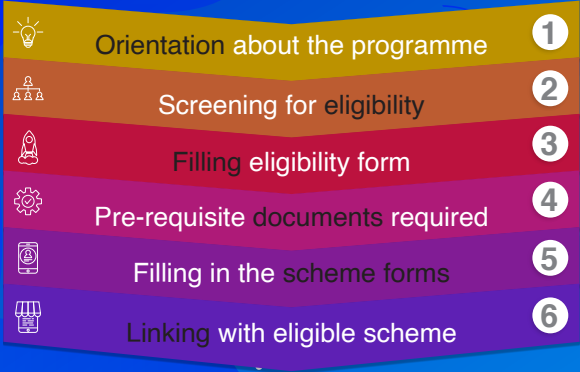 Orientation about the programme 1
Screening for eligibility 2
Filling eligibility form 3
Pre-requisite documents required 4
Filling in the scheme forms 5
Linking with eligible scheme 6